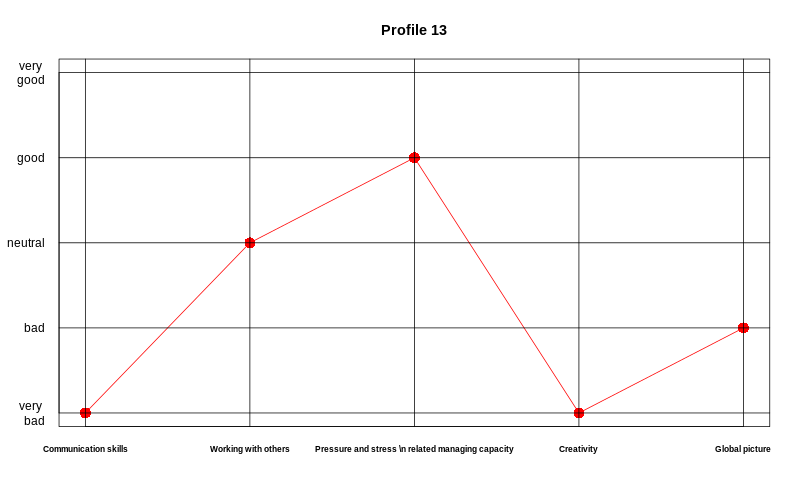 Profile 13
very
good
good
neutral
bad
very
bad
Communication skills
Working with others
Pressure and stress \n related managing capacity
Creativity
Global picture